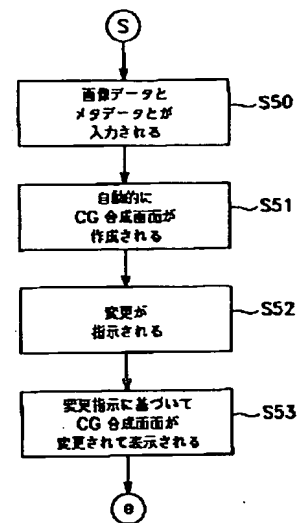 S
画像データと
メタデータとが
入力される
S50
自動的に
CG 合成画面が
作成される
S51
変更が
指示される
S52
変更指示に基づいて
CG 合成画面が
変更されて表示される
S53
e